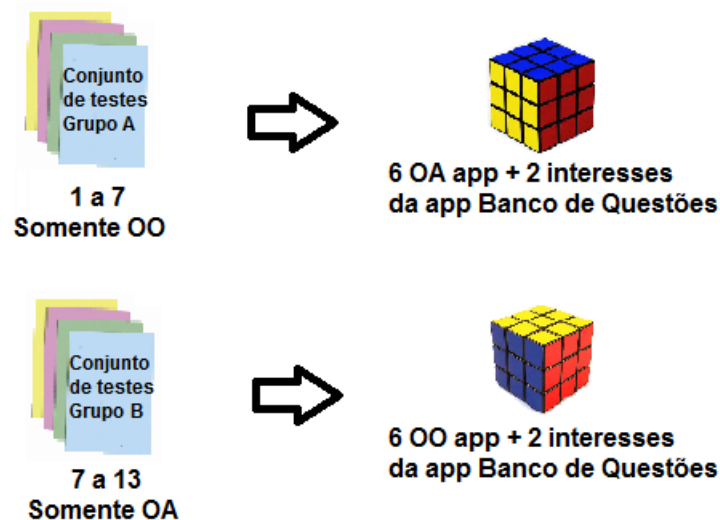 Conjunto
de testes
Grupo A
1 a 7
Somente OO
6 OA app + 2 interesses
da app Banco de Questões
Conjunto
de testes
Grupo B
7 a 13
Somente OA
6 OO app + 2 interesses
da app Banco de Questões